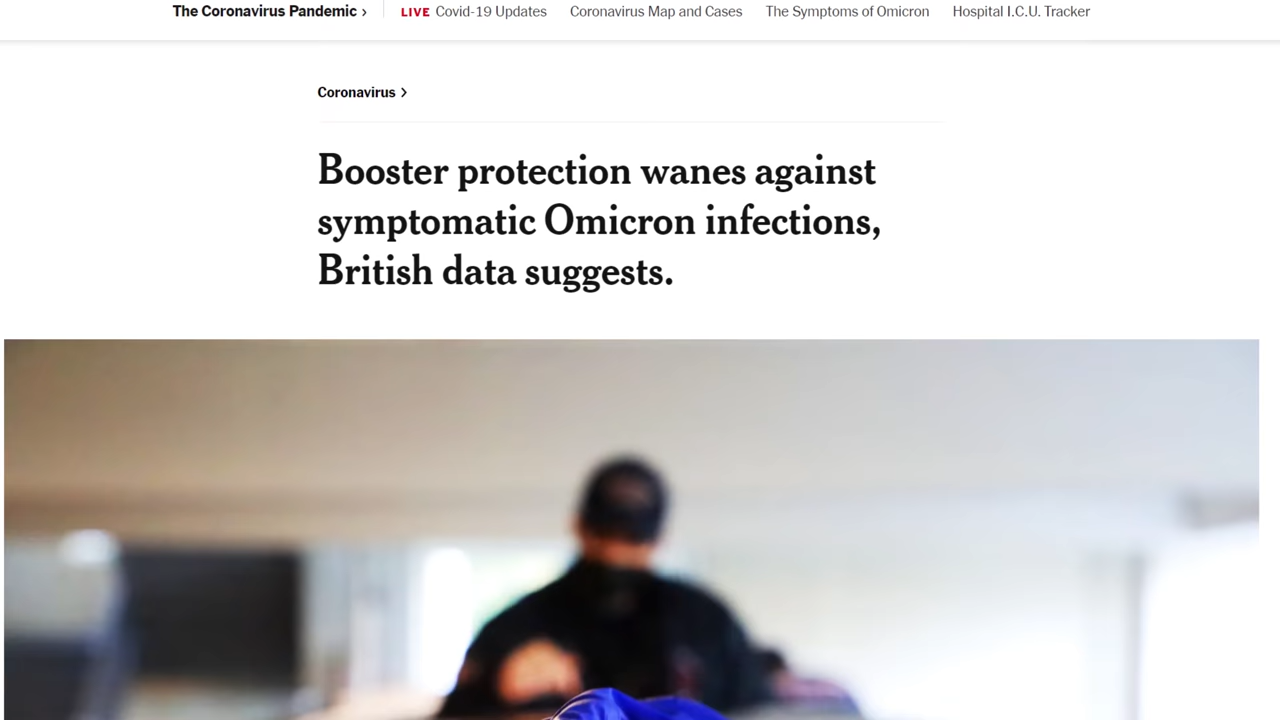 The Coronavirus Pandemic › LIVE Covid-19 Updates Coronavirus Map and Cases The Symptoms of Omicron Hospital I.C.U. Tracker
Coronavirus ›
Booster protection wanes against
symptomatic Omicron infections,
British data suggests.